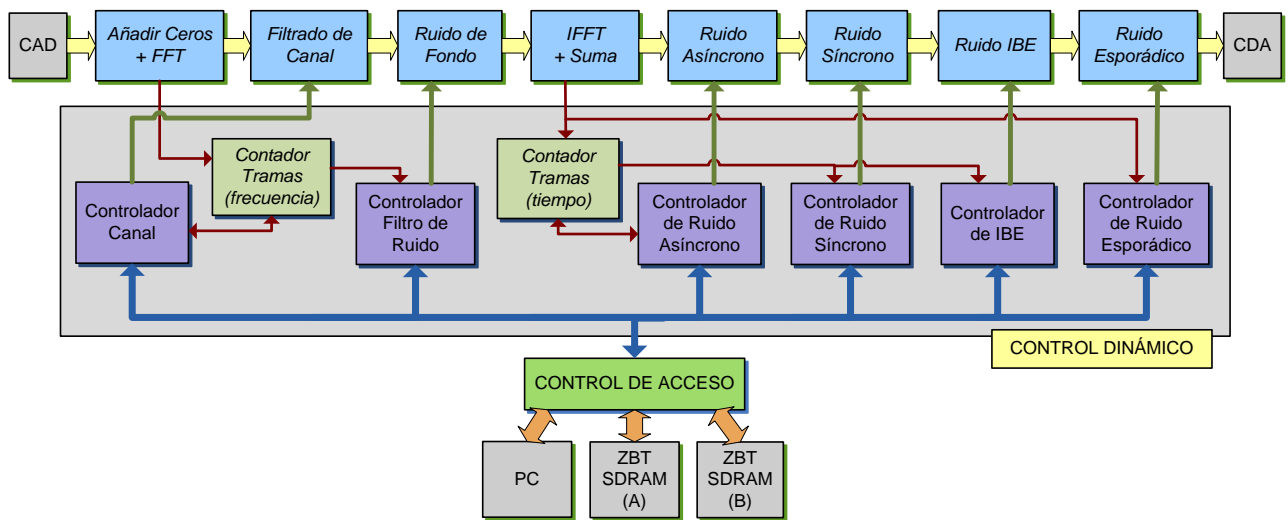 CAD
Añadir Ceros
+ FFT
Filtrado de
Canal
Ruido de
Fondo
IFFT
+ Suma
Ruido
Asíncrono
Ruido
Síncrono
Ruido IBE
Ruido
Esporádico
CDA
Contador
Tramas
(frecuencia)
Contador
Tramas
(tiempo)
Controlador
Canal
Controlador
Filtro de
Ruido
Controlador
de Ruido
Asíncrono
Controlador
de Ruido
Síncrono
Controlador
de IBE
Controlador
de Ruido
Esporádico
CONTROL DINÁMICO
CONTROL DE ACCESO
PC
ZBT
SDRAM
(A)
ZBT
SDRAM
(B)